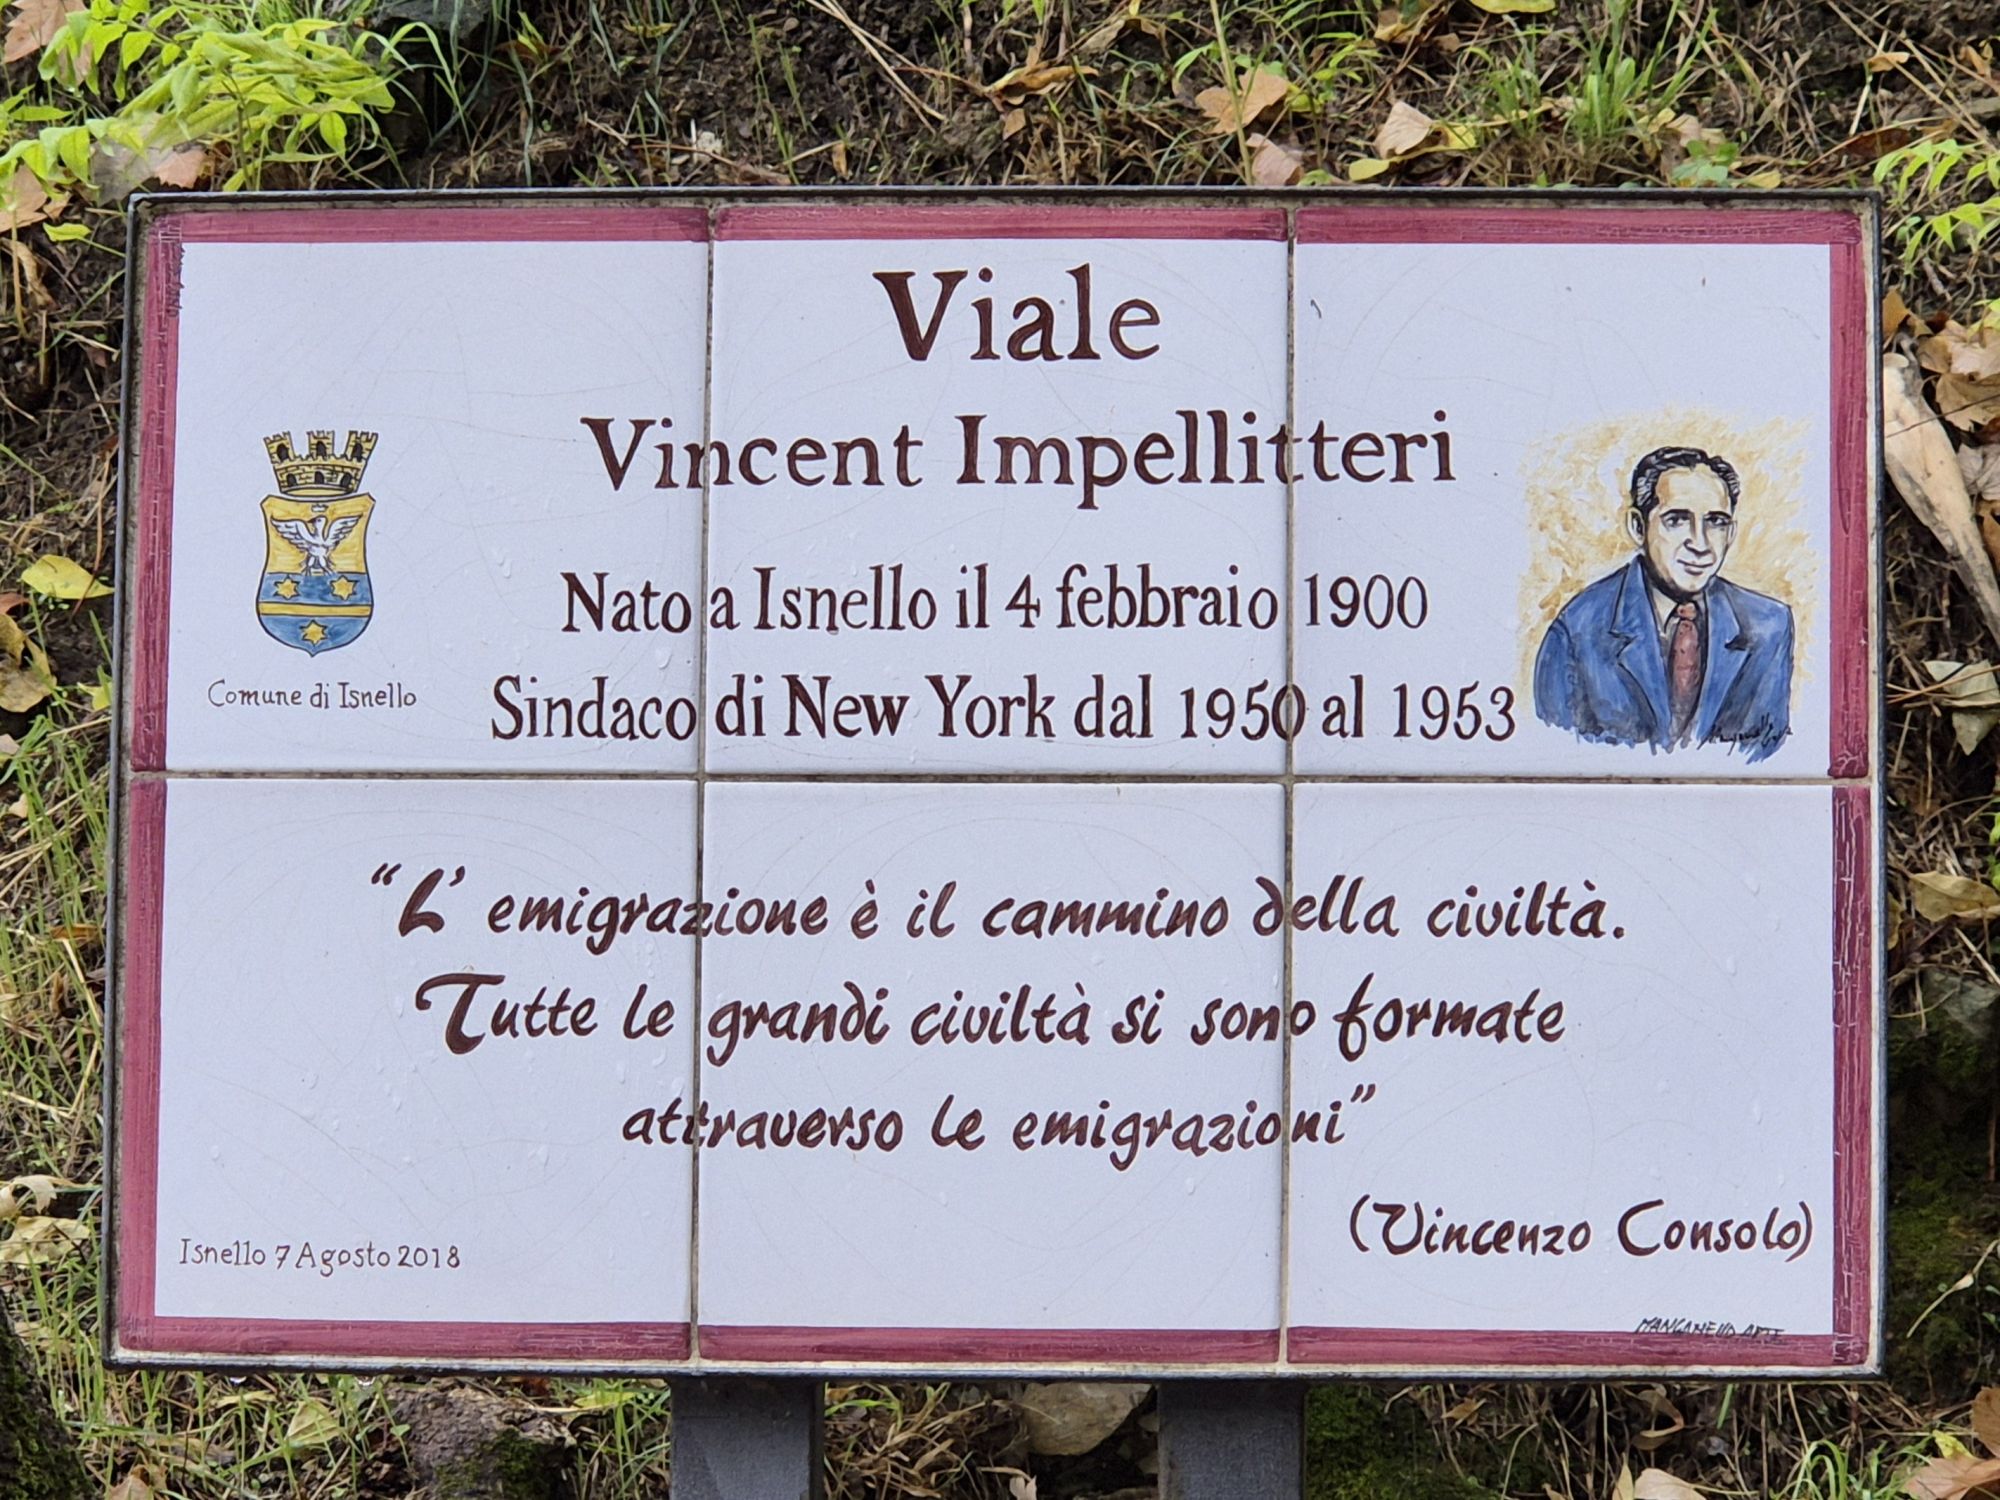 Viale
Vincent Impellitteri
Nato a Isnello il 4 febbraio 1900
Sindaco di New York dal 1950 al 1953
Comune di Isnello
“L' emigrazione è il cammino della civiltà.
Tutte le grandi civiltà si sono formate
attraverso le emigrazioni”
(Vincenzo Consolo)
Isnello 7 Agosto 2018
MANGANELLO ARTE